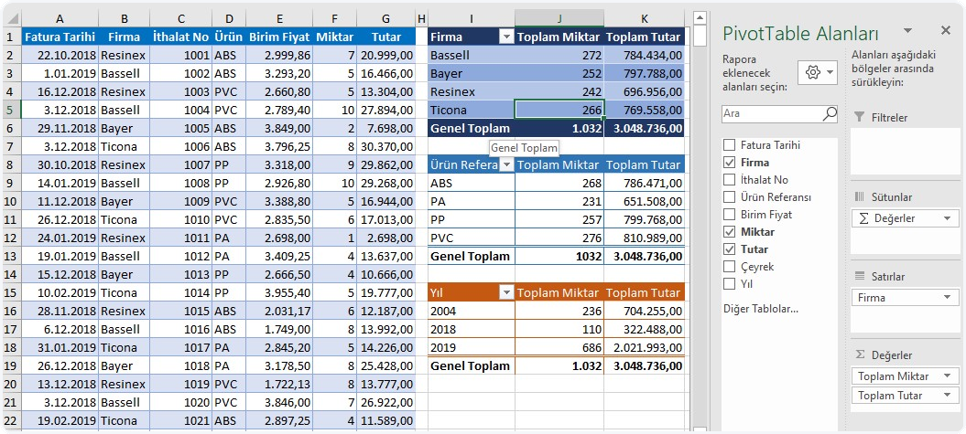 A B C D E F G H I J K
1 Fatura Tarihi Firma İthalat No Ürün Birim Fiyat Miktar Tutar Firma Toplam Miktar Toplam Tutar
2 22.10.2018 Resinex 1001 ABS 2.999,86 7 20.999,00 Bassell 272 784.434,00
3 1.01.2019 Bassell 1002 ABS 3.293,20 5 16.466,00 Bayer 252 797.788,00
4 16.12.2018 Resinex 1003 PVC 2.660,80 5 13.304,00 Resinex 242 696.956,00
5 3.12.2018 Bassell 1004 PVC 2.789,40 10 27.894,00 Ticona 266 769.558,00
6 29.11.2018 Bayer 1005 ABS 3.849,00 2 7.698,00 Genel Toplam 1.032 3.048.736,00
7 3.12.2018 Ticona 1006 ABS 3.796,25 8 30.370,00 Genel Toplam
8 28.12.2018 Resinex 1007 PP 3.318,00 9 29.862,00 Ürün Refera Toplam Miktar Toplam Tutar
9 14.01.2019 Bassell 1008 PP 2.926,80 10 29.268,00 ABS 268 786.471,00
10 11.12.2018 Bayer 1009 PVC 3.388,80 5 16.944,00 PA 231 651.508,00
11 26.12.2018 Ticona 1010 PVC 2.835,50 6 17.013,00 PP 257 799.768,00
12 24.01.2019 Resinex 1011 PA 2.698,00 1 2.698,00 PVC 276 810.989,00
13 19.01.2019 Bassell 1012 PA 3.409,25 4 13.637,00 Genel Toplam 1032 3.048.736,00
14 15.12.2018 Bayer 1013 PP 2.666,50 4 10.666,00
15 10.02.2019 Ticona 1014 PP 3.955,40 5 19.777,00 Yıl Toplam Miktar Toplam Tutar
16 28.11.2018 Resinex 1015 ABS 2.031,17 6 12.187,00 2004 236 704.255,00
17 6.12.2018 Bassell 1016 ABS 1.749,00 8 13.992,00 2018 110 322.488,00
18 31.01.2019 Ticona 1017 PA 2.845,20 5 14.226,00 2019 686 2.021.993,00
19 26.12.2018 Bayer 1018 PA 3.178,50 8 25.428,00 Genel Toplam 1.032 3.048.736,00
20 13.12.2018 Resinex 1019 PVC 1.722,13 8 13.777,00
21 3.12.2018 Bassell 1020 PVC 3.846,00 7 26.922,00
22 19.02.2019 Ticona 1021 ABS 2.897,25 4 11.589,00
PivotTable Alanları
Rapora
eklenecek
alanları seçin:
Ara
Fatura Tarihi
Firma
İthalat No
Ürün Referansı
Birim Fiyat
Miktar
Tutar
Çeyrek
Yıl
Diğer Tablolar...
Alanları aşağıdaki
bölgeler arasında
sürükleyin:
Filtreler
Sütunlar
Σ Değerler
Satırlar
Firma
Σ Değerler
Toplam Miktar
Toplam Tutar